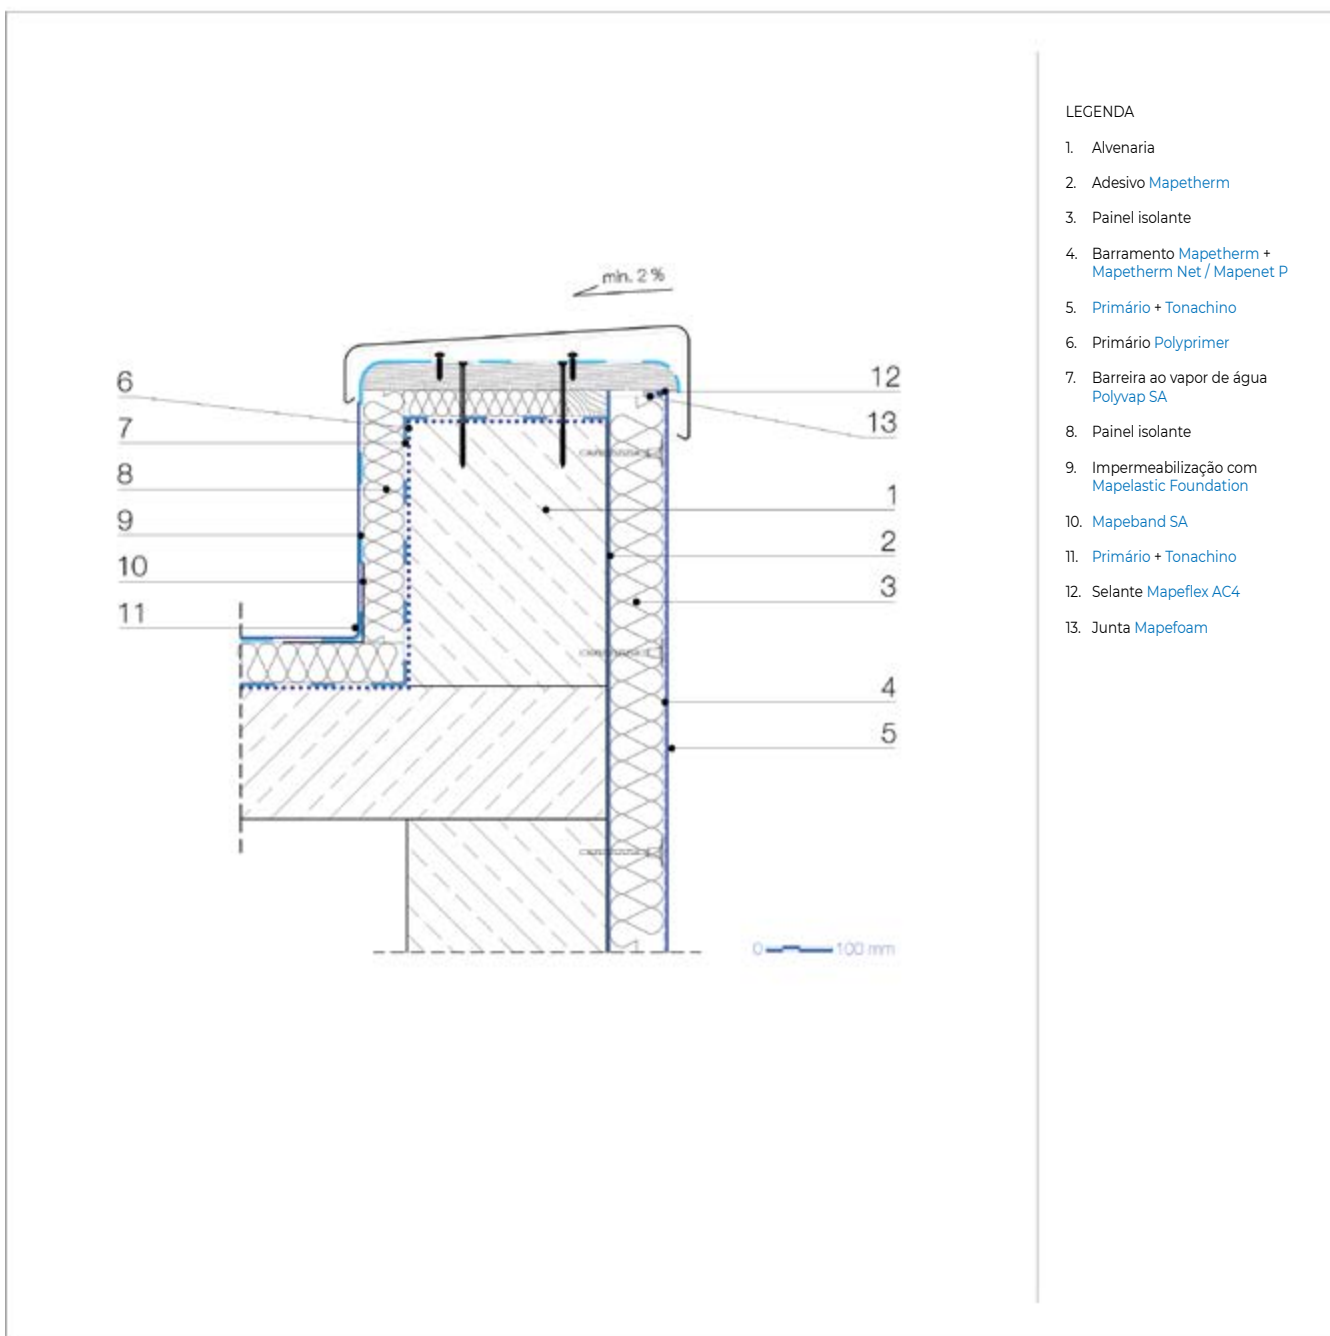 min. 2 %
6
7
8
9
10
11
12
13
1
2
3
4
5
0 100 mm
LEGENDA
1. Alvenaria
2. Adesivo Mapetherm
3. Painel isolante
4. Barramento Mapetherm +
Mapetherm Net / Mapenet P
5. Primário + Tonachino
6. Primário Polyprimer
7. Barreira ao vapor de água
Polyvap SA
8. Painel isolante
9. Impermeabilização com
Mapelastic Foundation
10. Mapeband SA
11. Primário + Tonachino
12. Selante Mapeflex AC4
13. Junta Mapefoam